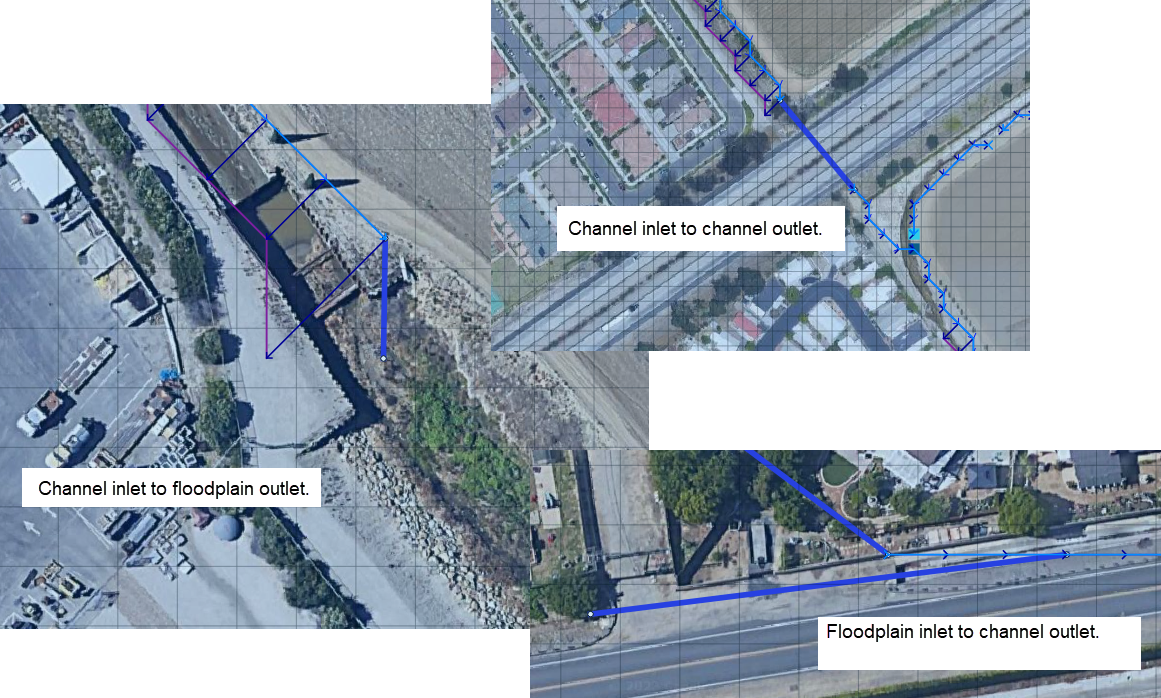 Channel inlet to channel outlet.
Channel inlet to floodplain outlet.
Floodplain inlet to channel outlet.